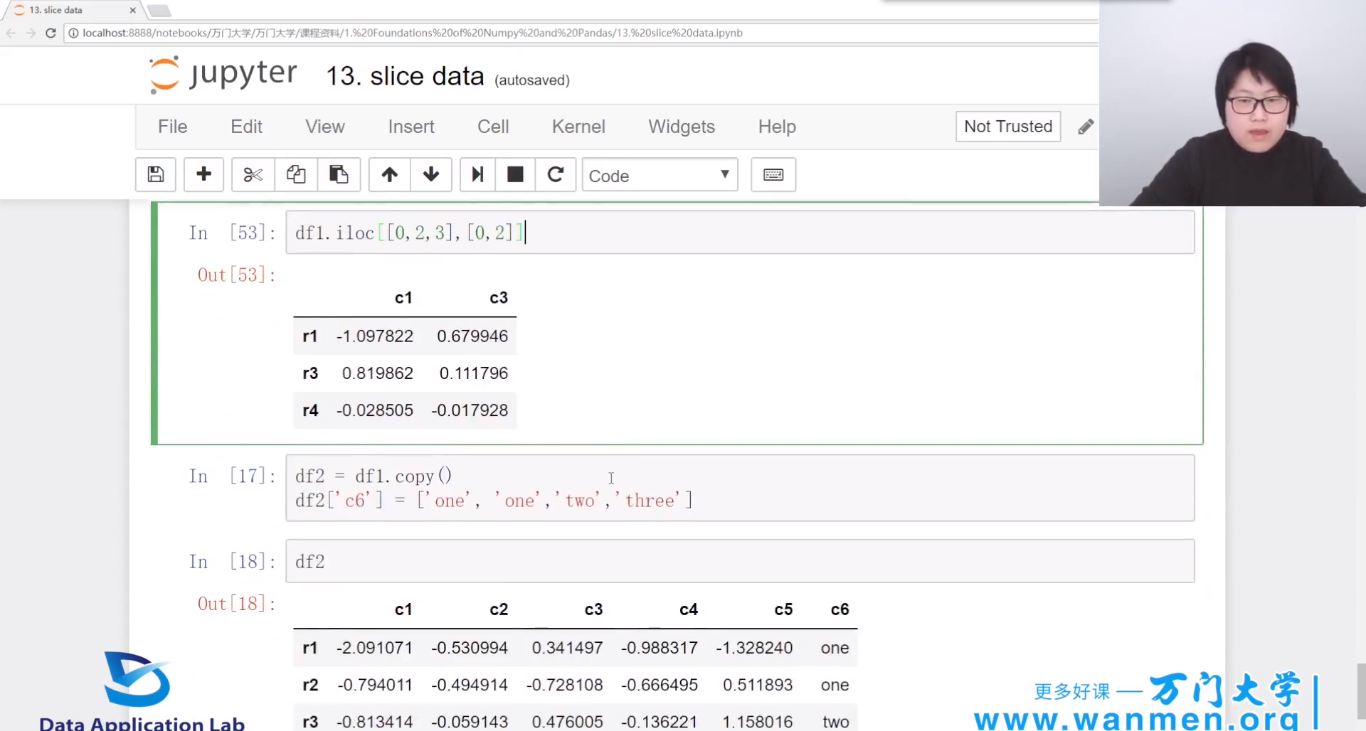 13. slice data
localhost:8888/notebooks/万门大学/万门大学/课程资料/1.%20Foundations%20of%20Numpy%20and%20Pandas/13.%20slice%20data.ipynb
jupyter 13. slice data (autosaved)
File Edit View Insert Cell Kernel Widgets Help Not Trusted
Code
In [53]: df1.iloc[[0,2,3],[0,2]]
Out[53]:
c1 c3
r1 -1.097822 0.679946
r3 0.819862 0.111796
r4 -0.028505 -0.017928
In [17]: df2 = df1.copy()
df2['c6'] = ['one', 'one','two','three']
In [18]: df2
Out[18]:
c1 c2 c3 c4 c5 c6
r1 -2.091071 -0.530994 0.341497 -0.988317 -1.328240 one
r2 -0.794011 -0.494914 -0.728108 -0.666495 0.511893 one
r3 -0.813414 -0.059143 0.476005 -0.136221 1.158016 two
Data Application Lab
更多好课 — 万门大学
www.wanmen.org